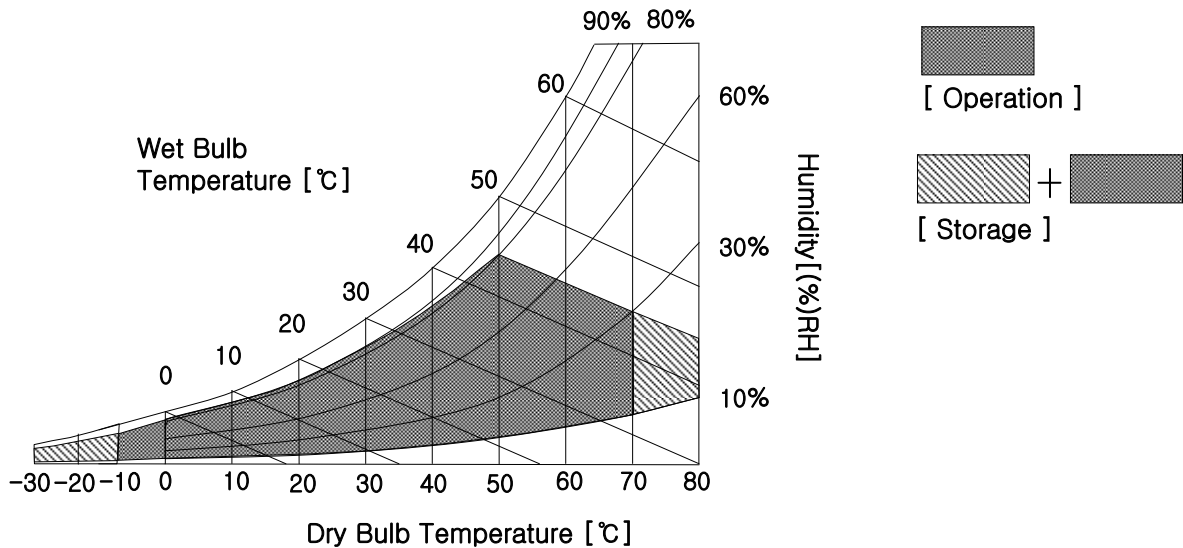 90% 80%
60
60%
50
30%
40
30
20
10
0
10%
Wet Bulb
Temperature [℃]
Humidity[(%)RH]
-30 -20 -10 0 10 20 30 40 50 60 70 80
Dry Bulb Temperature [℃]
[ Operation ]
+
[ Storage ]